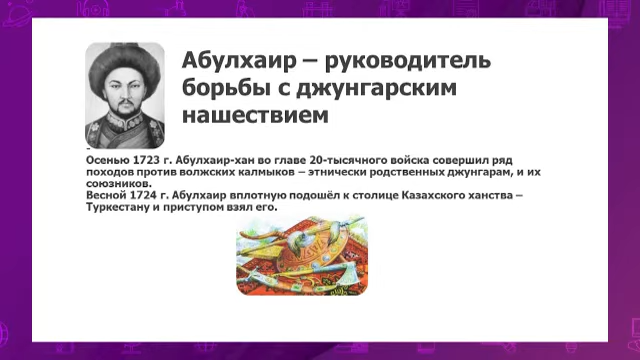 Абулхаир – руководитель
борьбы с джунгарским
нашествием
-
Осенью 1723 г. Абулхаир-хан во главе 20-тысячного войска совершил ряд
походов против волжских калмыков – этнически родственных джунгарам, и их
союзников.
Весной 1724 г. Абулхаир вплотную подошёл к столице Казахского ханства –
Туркестану и приступом взял его.